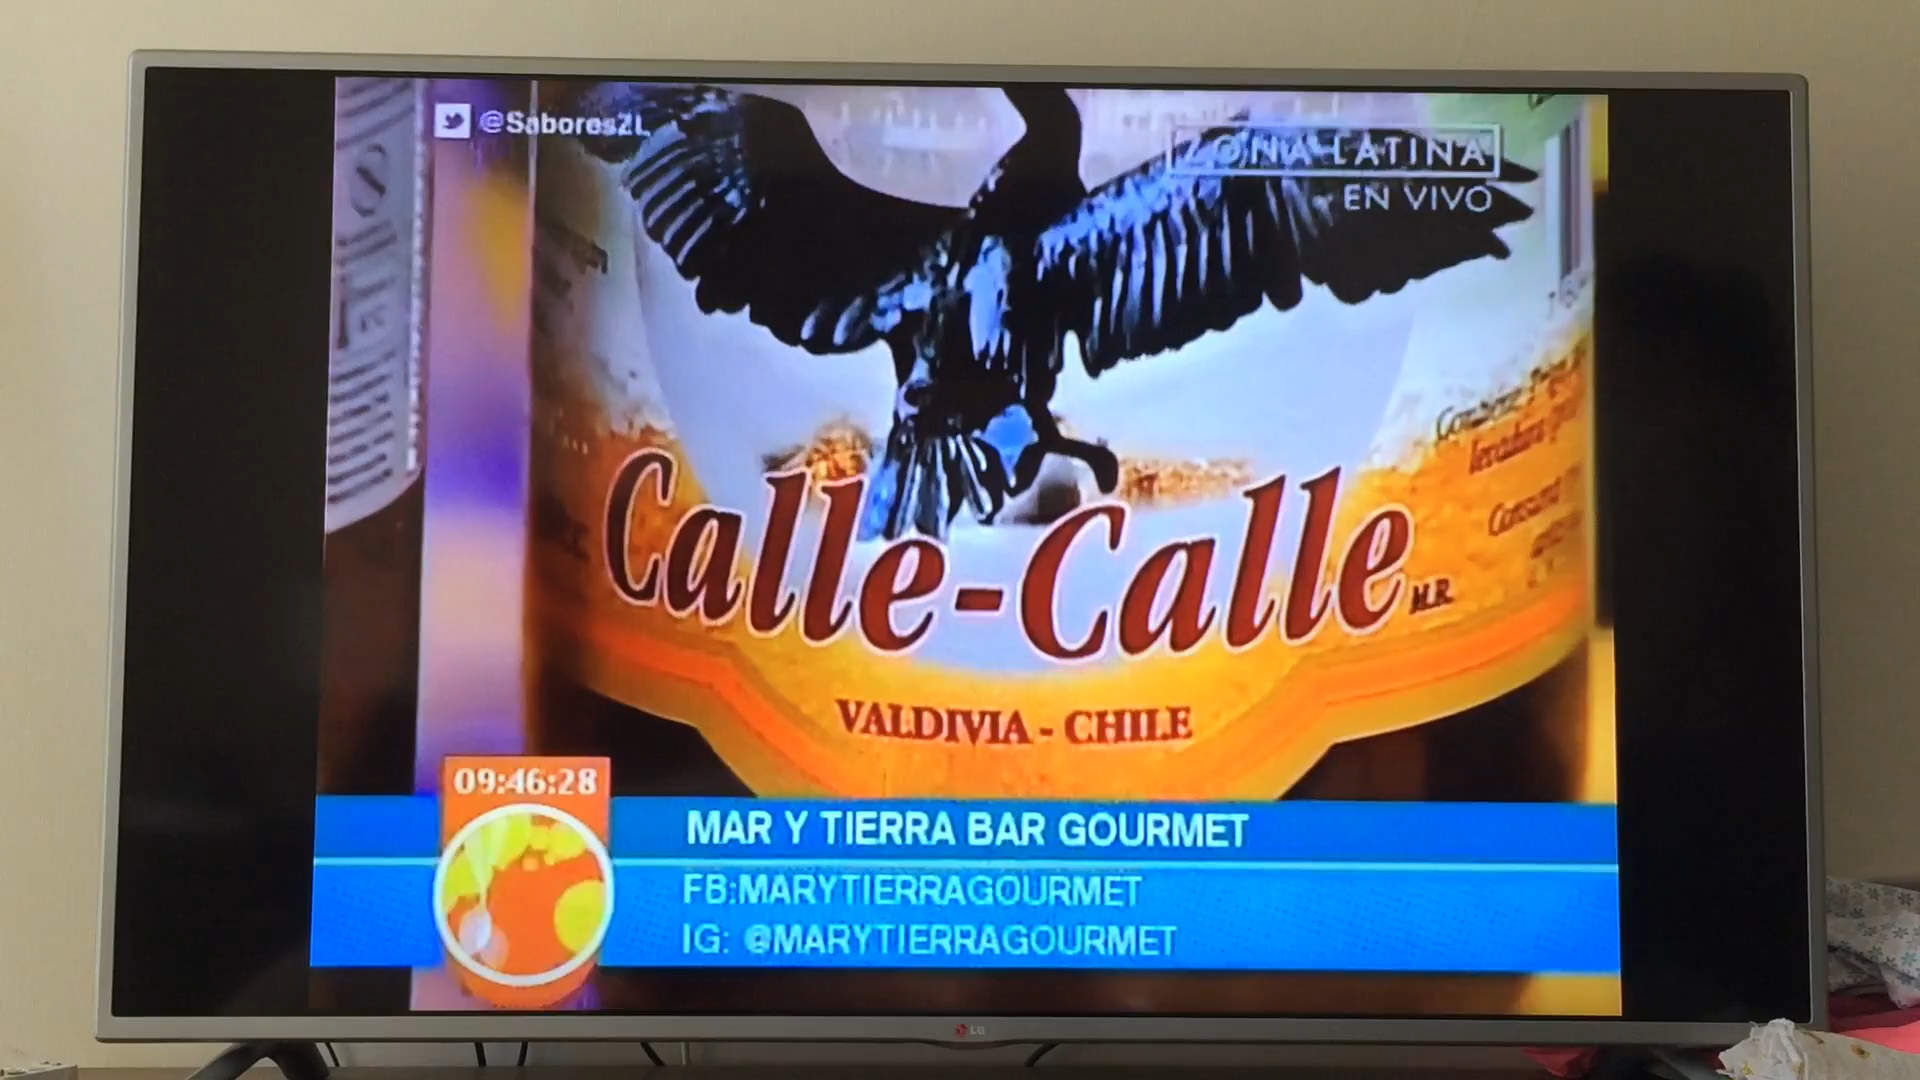 @SaboresZL
ZONA LATINA
EN VIVO
Calle-Calle
M.R.
VALDIVIA - CHILE
09:46:28
MAR Y TIERRA BAR GOURMET
FB:MARYTIERRAGOURMET
IG: @MARYTIERRAGOURMET
LG